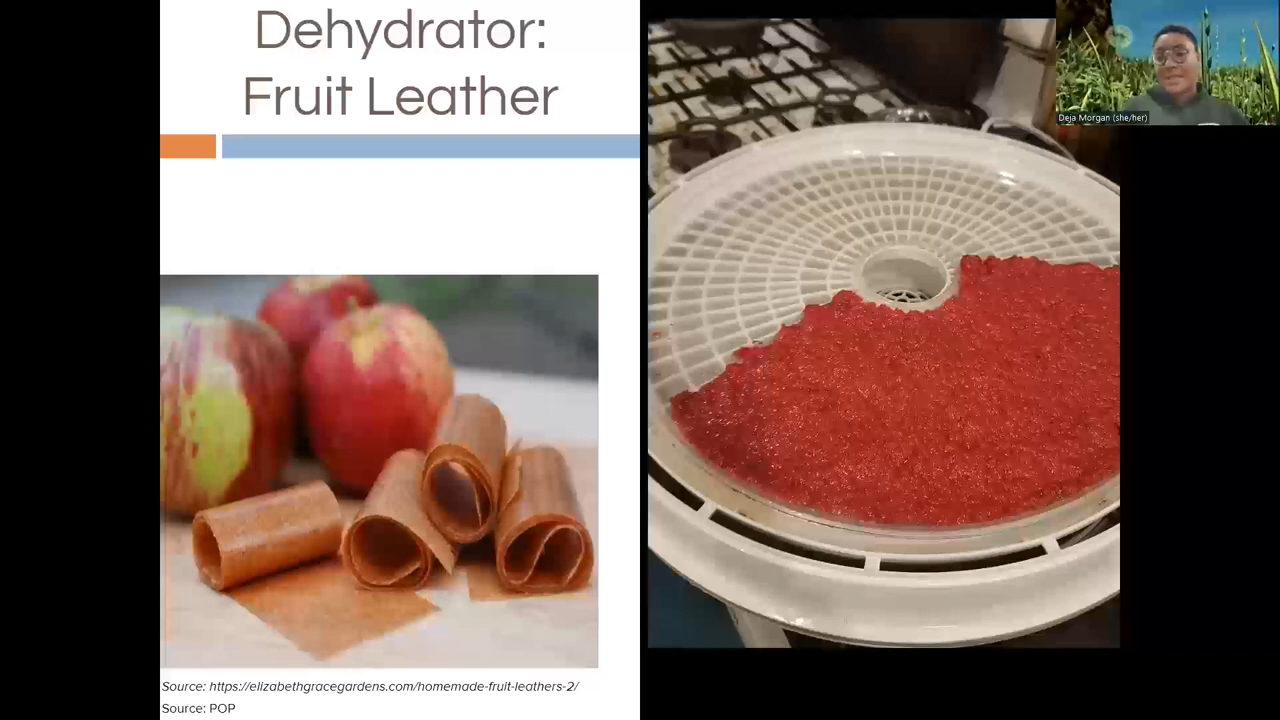 Dehydrator:
Fruit Leather
Deja Morgan (she/her)
Source: https://elizabethgracegardens.com/homemade-fruit-leathers-2/
Source: POP